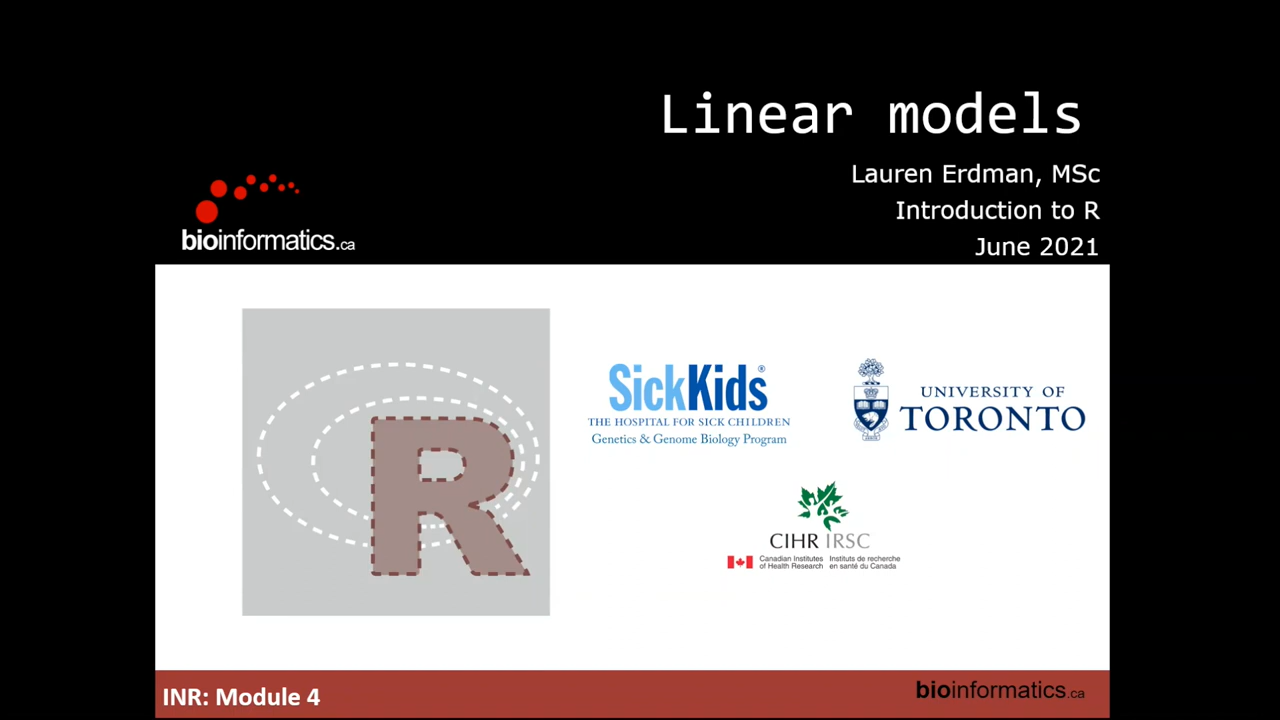 Linear models
Lauren Erdman, MSc
Introduction to R
June 2021
bioinformatics.ca
R
SickKids®
THE HOSPITAL FOR SICK CHILDREN
Genetics & Genome Biology Program
UNIVERSITY OF
TORONTO
CIHR IRSC
Canadian Institutes
of Health Research
Instituts de recherche
en santé du Canada
INR: Module 4
bioinformatics.ca